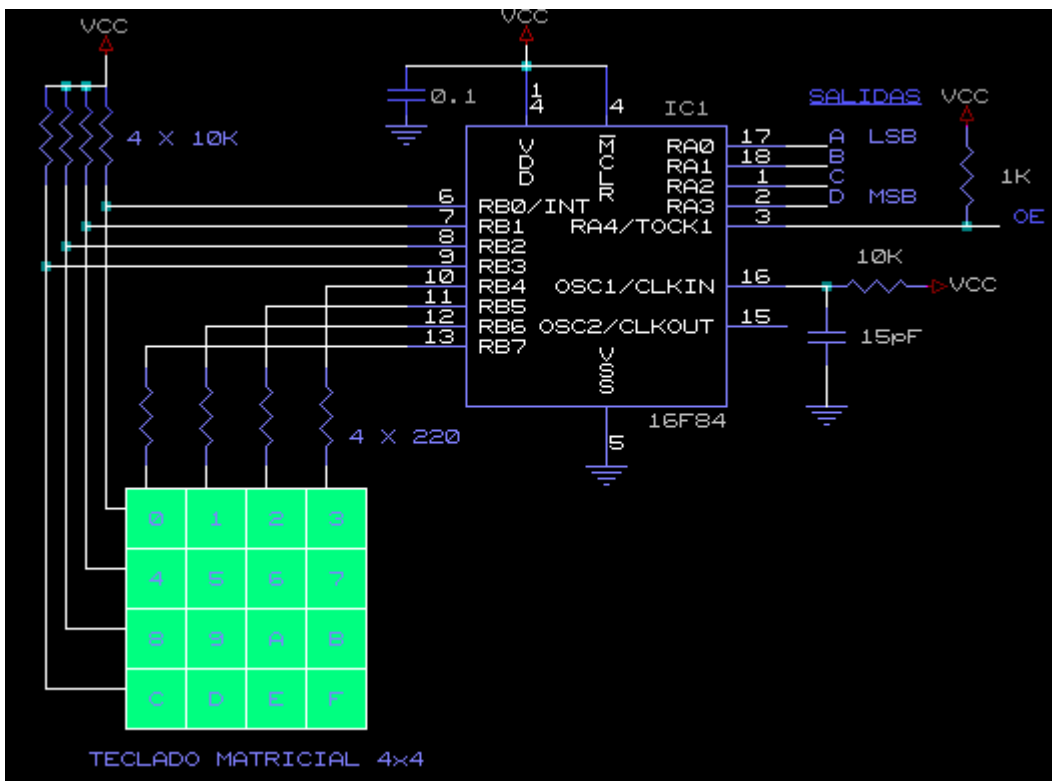 VCC
VCC
4 X 10K
0.1
14
4
IC1
SALIDAS
VCC
VDD
MCLR
RA0
17
A
LSB
RA1
18
B
RA2
1
C
RA3
2
D
MSB
1K
6
RB0/INT
RA4/TOCK1
3
OE
7
RB1
8
RB2
9
RB3
10K
10
RB4
OSC1/CLKIN
16
VCC
11
RB5
12
RB6
OSC2/CLKOUT
15
13
RB7
15pF
VSS
16F84
4 X 220
5
0 1 2 3
4 5 6 7
8 9 A B
C D E F
TECLADO MATRICIAL 4x4